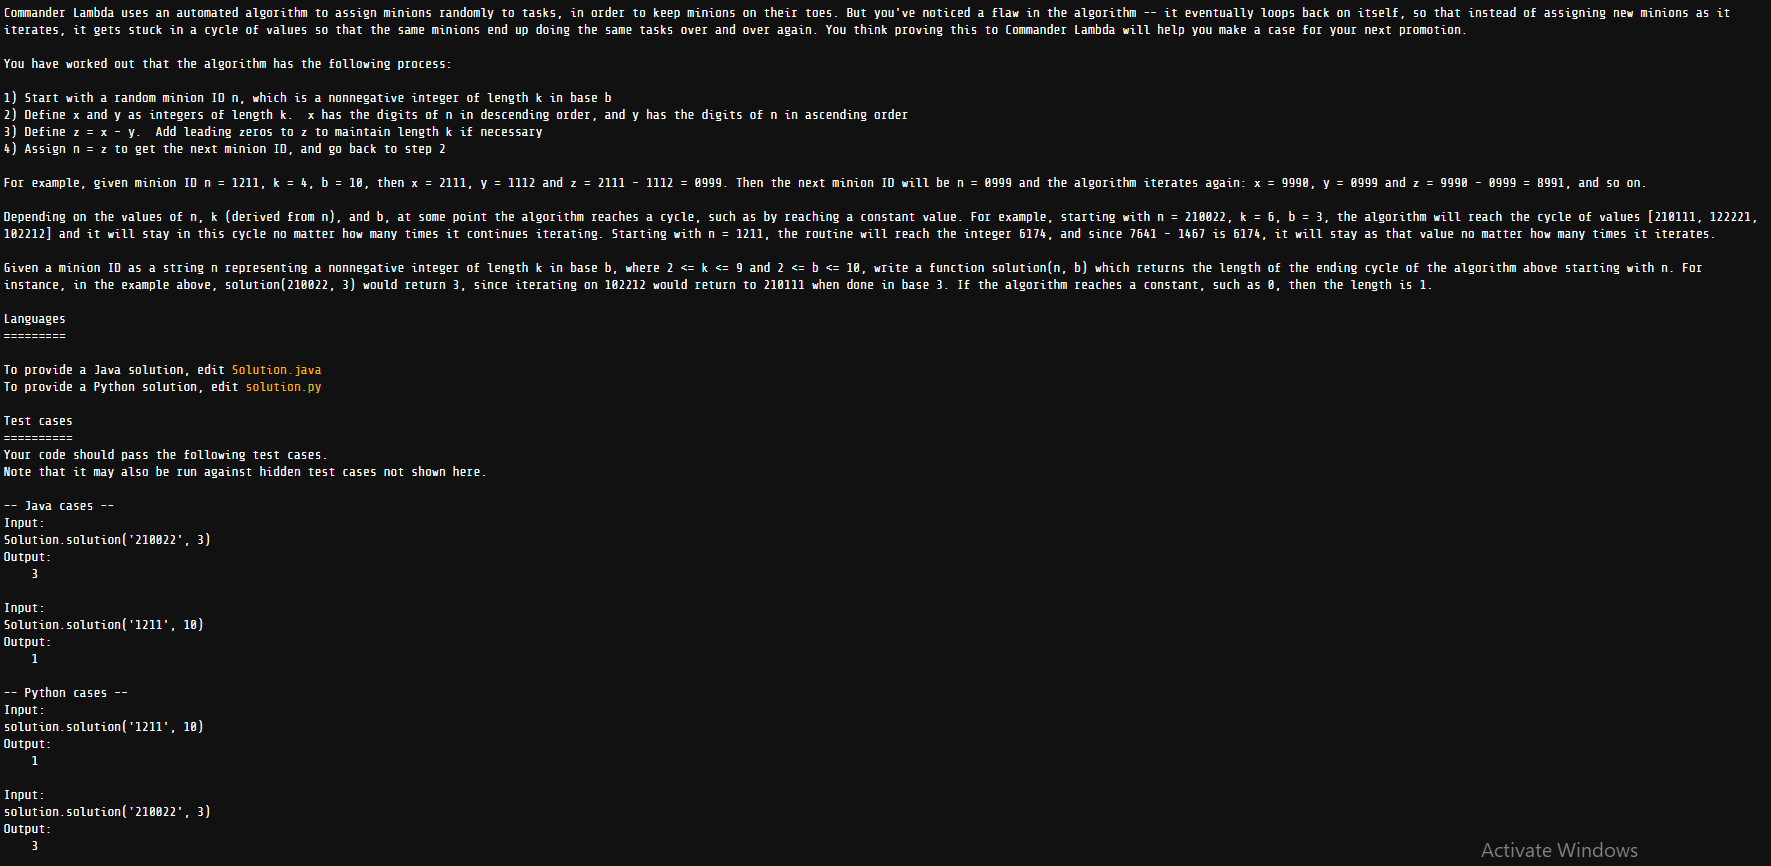 Commander Lambda uses an automated algorithm to assign minions randomly to tasks, in order to keep minions on their toes. But you've noticed a flaw in the algorithm -- it eventually loops back on itself, so that instead of assigning new minions as it
iterates, it gets stuck in a cycle of values so that the same minions end up doing the same tasks over and over again. You think proving this to Commander Lambda will help you make a case for your next promotion.
You have worked out that the algorithm has the following process:
1) Start with a random minion ID n, which is a nonnegative integer of length k in base b
2) Define x and y as integers of length k.  x has the digits of n in descending order, and y has the digits of n in ascending order
3) Define z = x - y.  Add leading zeros to z to maintain length k if necessary
4) Assign n = z to get the next minion ID, and go back to step 2
For example, given minion ID n = 1211, k = 4, b = 10, then x = 2111, y = 1112 and z = 2111 - 1112 = 0999. Then the next minion ID will be n = 0999 and the algorithm iterates again: x = 9990, y = 0999 and z = 9990 - 0999 = 8991, and so on.
Depending on the values of n, k (derived from n), and b, at some point the algorithm reaches a cycle, such as by reaching a constant value. For example, starting with n = 210022, k = 6, b = 3, the algorithm will reach the cycle of values [210111, 122221,
102212] and it will stay in this cycle no matter how many times it continues iterating. Starting with n = 1211, the routine will reach the integer 6174, and since 7641 - 1467 is 6174, it will stay as that value no matter how many times it iterates.
Given a minion ID as a string n representing a nonnegative integer of length k in base b, where 2 <= k <= 9 and 2 <= b <= 10, write a function solution(n, b) which returns the length of the ending cycle of the algorithm above starting with n. For
instance, in the example above, solution(210022, 3) would return 3, since iterating on 102212 would return to 210111 when done in base 3. If the algorithm reaches a constant, such as 0, then the length is 1.
Languages
=========
To provide a Java solution, edit Solution.java
To provide a Python solution, edit solution.py
Test cases
==========
Your code should pass the following test cases.
Note that it may also be run against hidden test cases not shown here.
-- Java cases --
Input:
Solution.solution('210022', 3)
Output:
3
Input:
Solution.solution('1211', 10)
Output:
1
-- Python cases --
Input:
solution.solution('1211', 10)
Output:
1
Input:
solution.solution('210022', 3)
Output:
3
Activate Windows